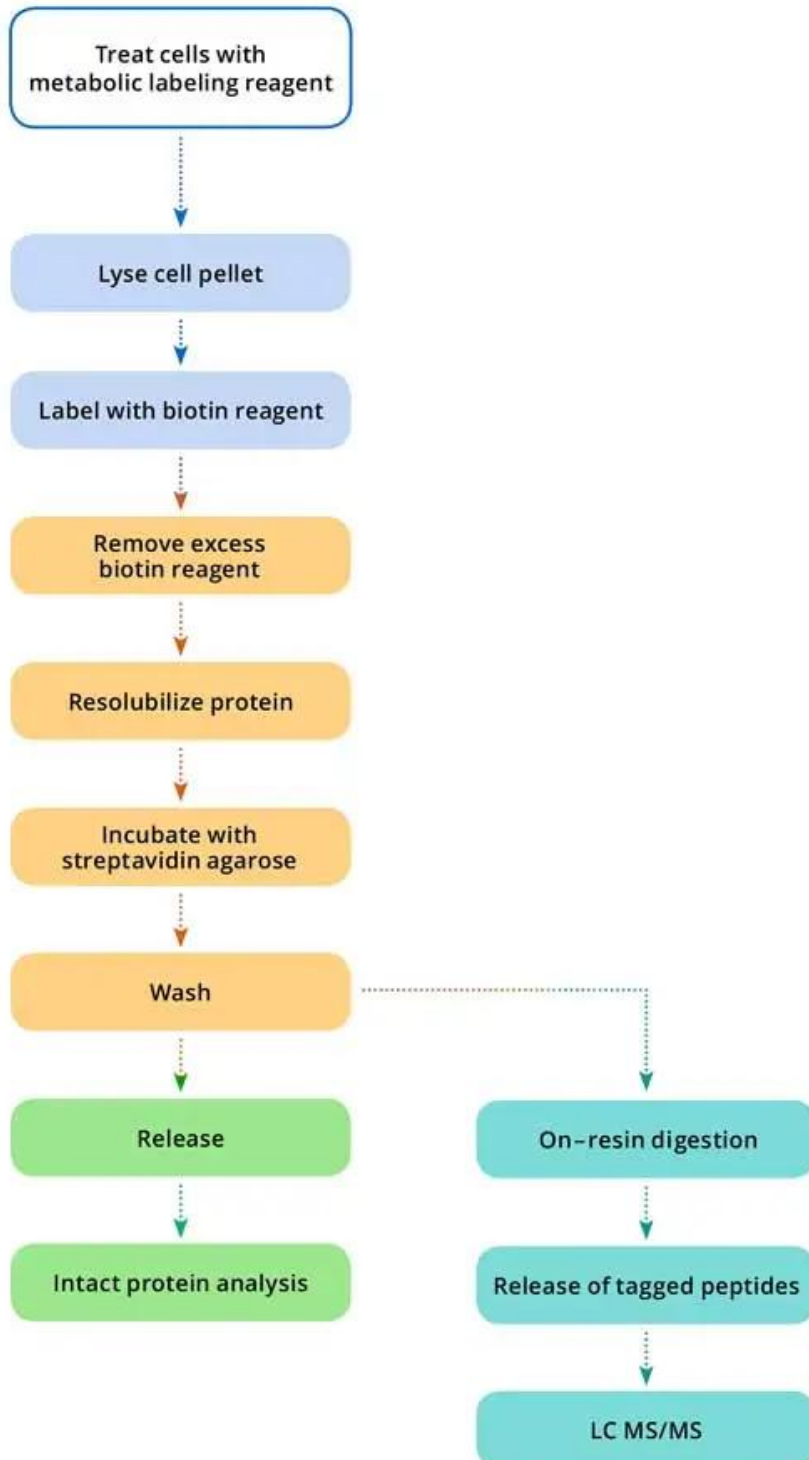 Treat cells with
metabolic labeling reagent
Lyse cell pellet
Label with biotin reagent
Remove excess
biotin reagent
Resolubilize protein
Incubate with
streptavidin agarose
Wash
Release
On–resin digestion
Intact protein analysis
Release of tagged peptides
LC MS/MS